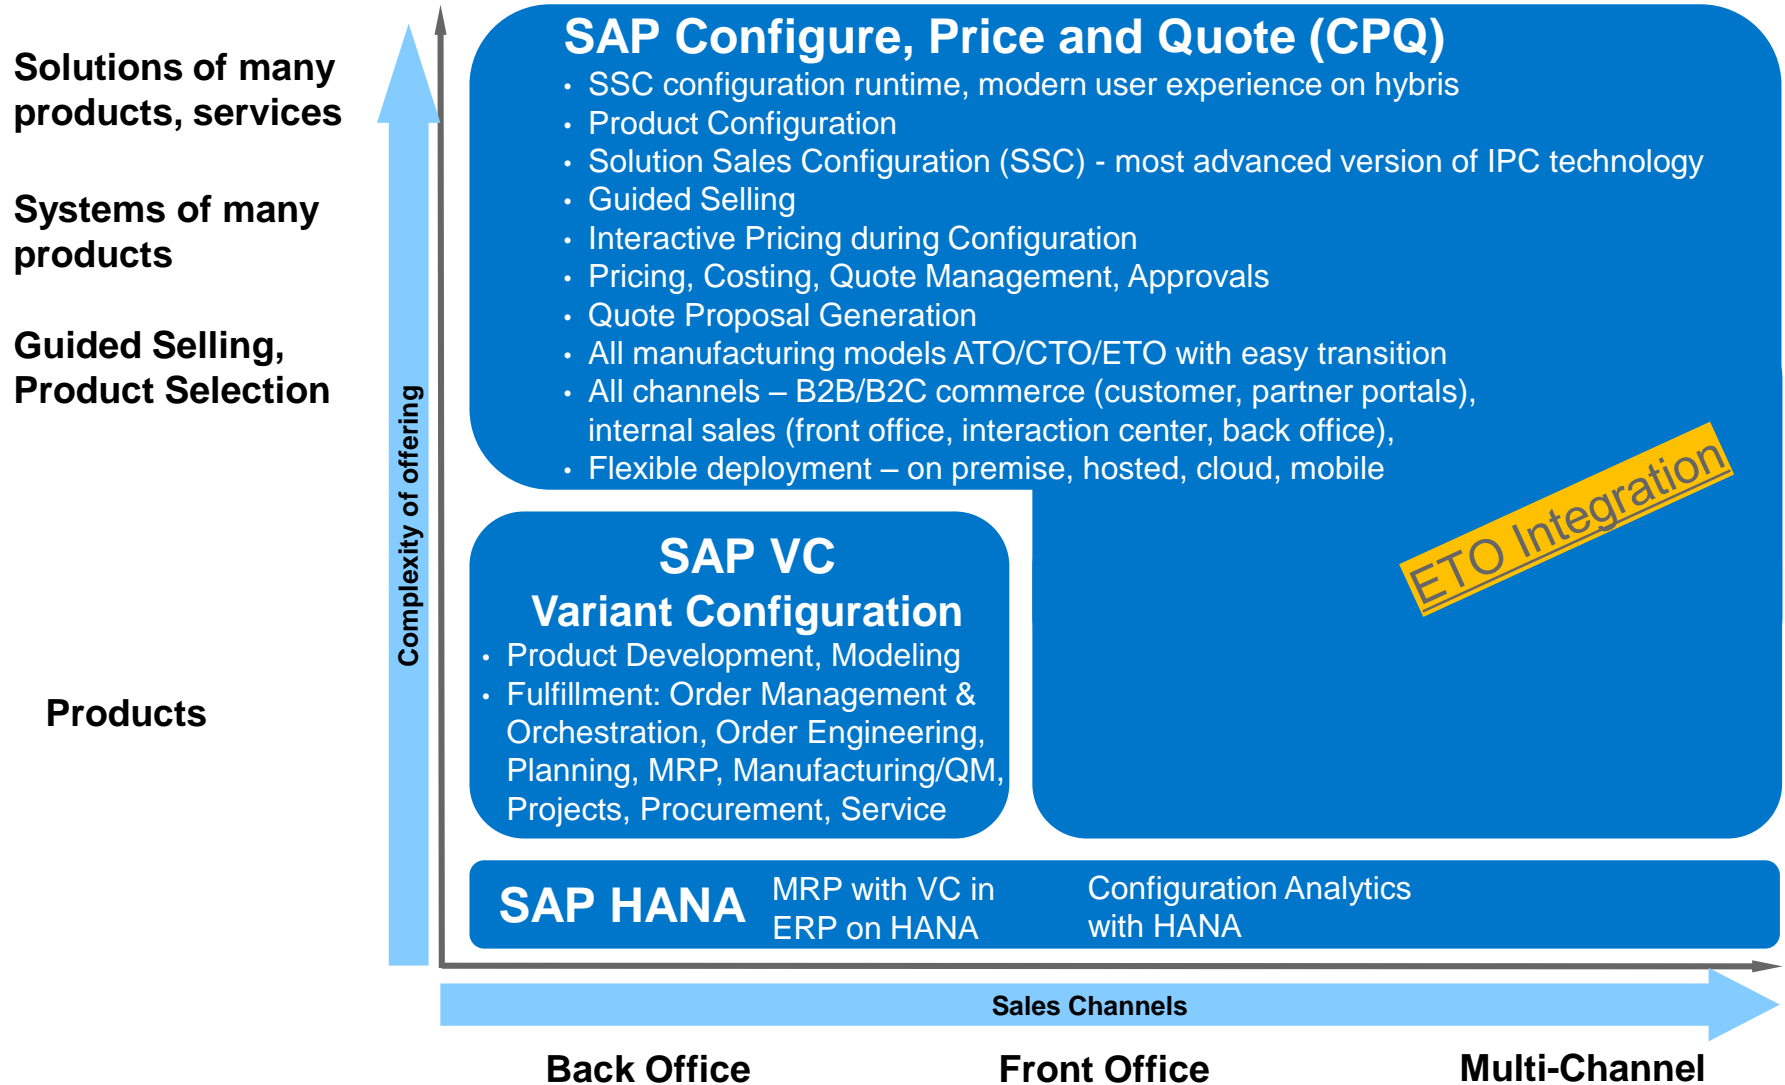 SAP Configure, Price and Quote (CPQ)
• SSC configuration runtime, modern user experience on hybris
• Product Configuration
• Solution Sales Configuration (SSC) - most advanced version of IPC technology
• Guided Selling
• Interactive Pricing during Configuration
• Pricing, Costing, Quote Management, Approvals
• Quote Proposal Generation
• All manufacturing models ATO/CTO/ETO with easy transition
• All channels – B2B/B2C commerce (customer, partner portals),
internal sales (front office, interaction center, back office),
• Flexible deployment – on premise, hosted, cloud, mobile
Solutions of many
products, services
Systems of many
products
Guided Selling,
Product Selection
Products
Complexity of offering
ETO Integration
SAP VC
Variant Configuration
• Product Development, Modeling
• Fulfillment: Order Management &
Orchestration, Order Engineering,
Planning, MRP, Manufacturing/QM,
Projects, Procurement, Service
SAP HANA
MRP with VC in
ERP on HANA
Configuration Analytics
with HANA
Sales Channels
Back Office
Front Office
Multi-Channel